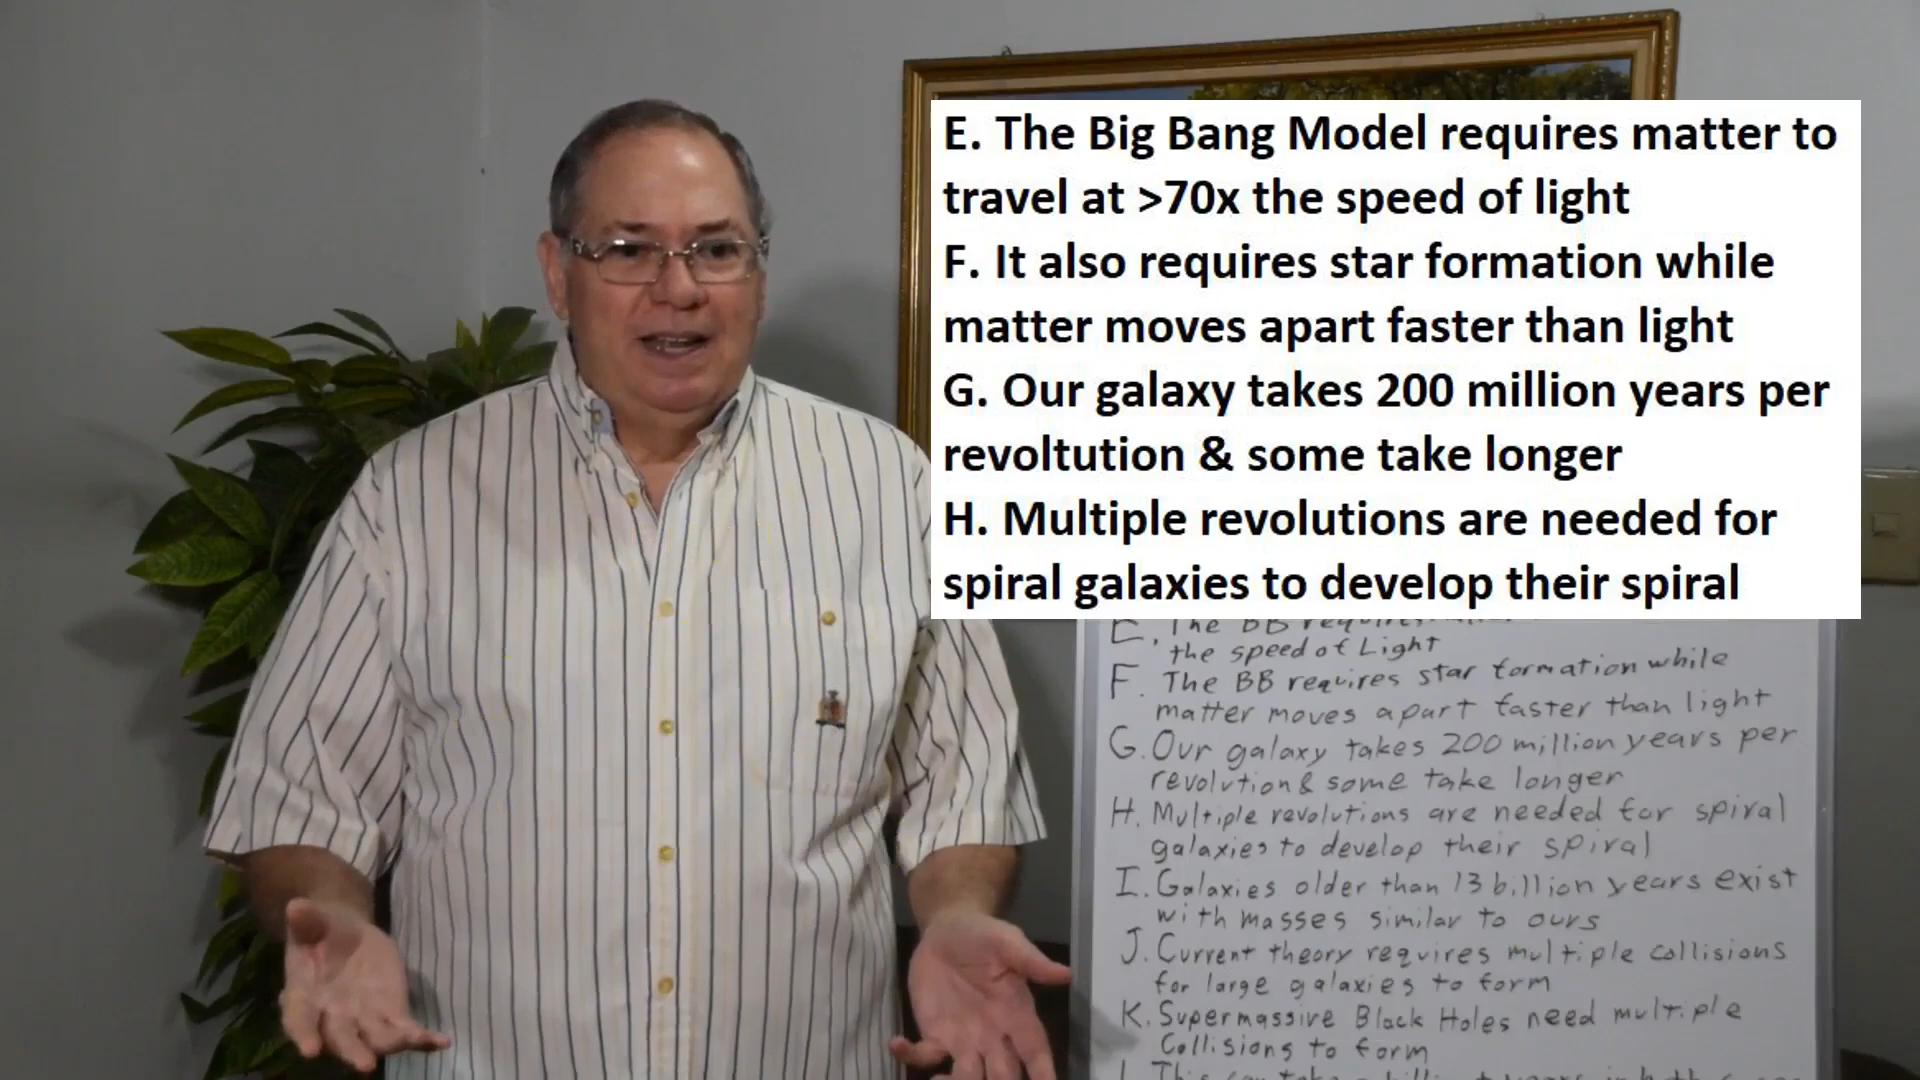 E. The Big Bang Model requires matter to
travel at >70x the speed of light
F. It also requires star formation while
matter moves apart faster than light
G. Our galaxy takes 200 million years per
revoltution & some take longer
H. Multiple revolutions are needed for
spiral galaxies to develop their spiral
E. The BB requires
the speed of Light
F. The BB requires star formation while
matter moves apart faster than light
G. Our galaxy takes 200 million years per
revolution & some take longer
H. Multiple revolutions are needed for spiral
galaxies to develop their spiral
I. Galaxies older than 13 billion years exist
with masses similar to ours
J. Current theory requires multiple collisions
for large galaxies to form
K. Supermassive Black Holes need multiple
Collisions to form